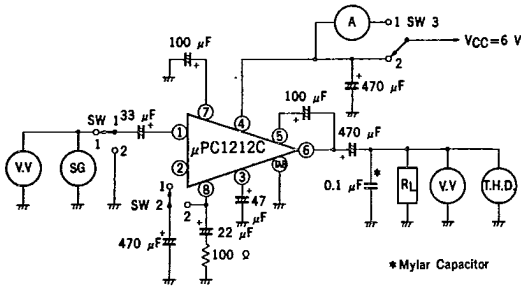 A
1 SW 3
VCC=6 V
2
100 μF
+
470 μF
+
100 μF
+
7
4
5
SW 1
33 μF
+
1
1
μPC1212C
6
470 μF
+
V.V
SG
2
2
8
3
TAB
0.1 μF
*
RL
V.V
T.H.D.
1
SW 2
2
+
47 μF
+
470 μF
+
22 μF
100 Ω
*Mylar Capacitor